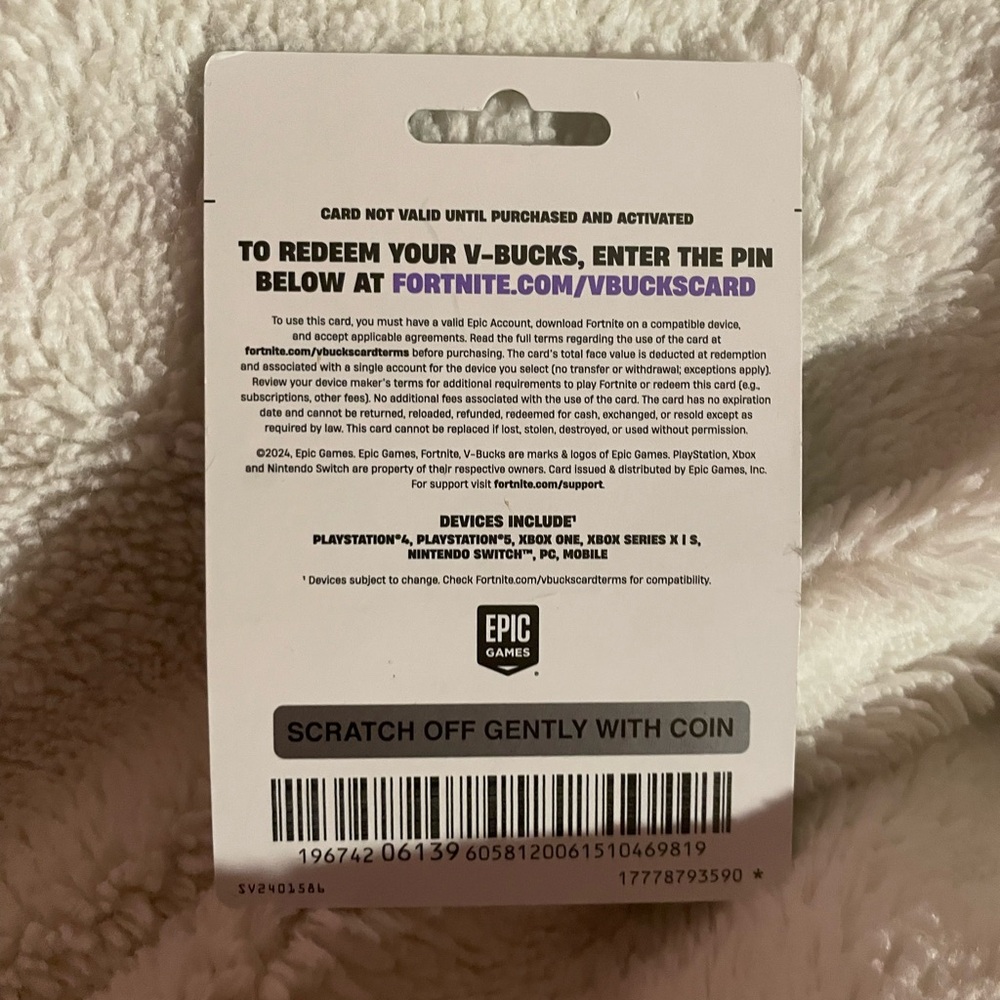 CARD NOT VALID UNTIL PURCHASED AND ACTIVATED
TO REDEEM YOUR V-BUCKS, ENTER THE PIN
BELOW AT FORTNITE.COM/VBUCKSCARD
To use this card, you must have a valid Epic Account, download Fortnite on a compatible device,
and accept applicable agreements. Read the full terms regarding the use of the card at
fortnite.com/vbuckscardterms before purchasing. The card's total face value is deducted at redemption
and associated with a single account for the device you select (no transfer or withdrawal; exceptions apply).
Review your device maker's terms for additional requirements to play Fortnite or redeem this card (e.g.,
subscriptions, other fees). No additional fees associated with the use of the card. The card has no expiration
date and cannot be returned, reloaded, refunded, redeemed for cash, exchanged, or resold except as
required by law. This card cannot be replaced if lost, stolen, destroyed, or used without permission.
©2024, Epic Games. Epic Games, Fortnite, V-Bucks are marks & logos of Epic Games. PlayStation, Xbox
and Nintendo Switch are property of their respective owners. Card issued & distributed by Epic Games, Inc.
For support visit fortnite.com/support.
DEVICES INCLUDE¹
PLAYSTATION®4, PLAYSTATION®5, XBOX ONE, XBOX SERIES X | S,
NINTENDO SWITCH™, PC, MOBILE
¹ Devices subject to change. Check Fortnite.com/vbuckscardterms for compatibility.
EPIC
GAMES
SCRATCH OFF GENTLY WITH COIN
196742 06139 6058120061510469819
17778793590 *
SV2401586